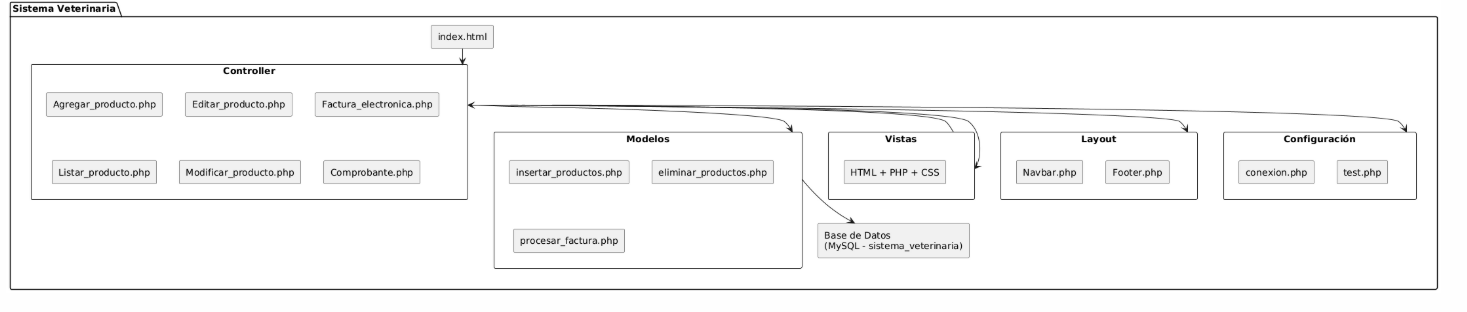 Sistema Veterinaria
index.html
Controller
Agregar_producto.php
Editar_producto.php
Factura_electronica.php
Listar_producto.php
Modificar_producto.php
Comprobante.php
Modelos
insertar_productos.php
eliminar_productos.php
procesar_factura.php
Vistas
HTML + PHP + CSS
Layout
Navbar.php
Footer.php
Configuración
conexion.php
test.php
Base de Datos
(MySQL - sistema_veterinaria)